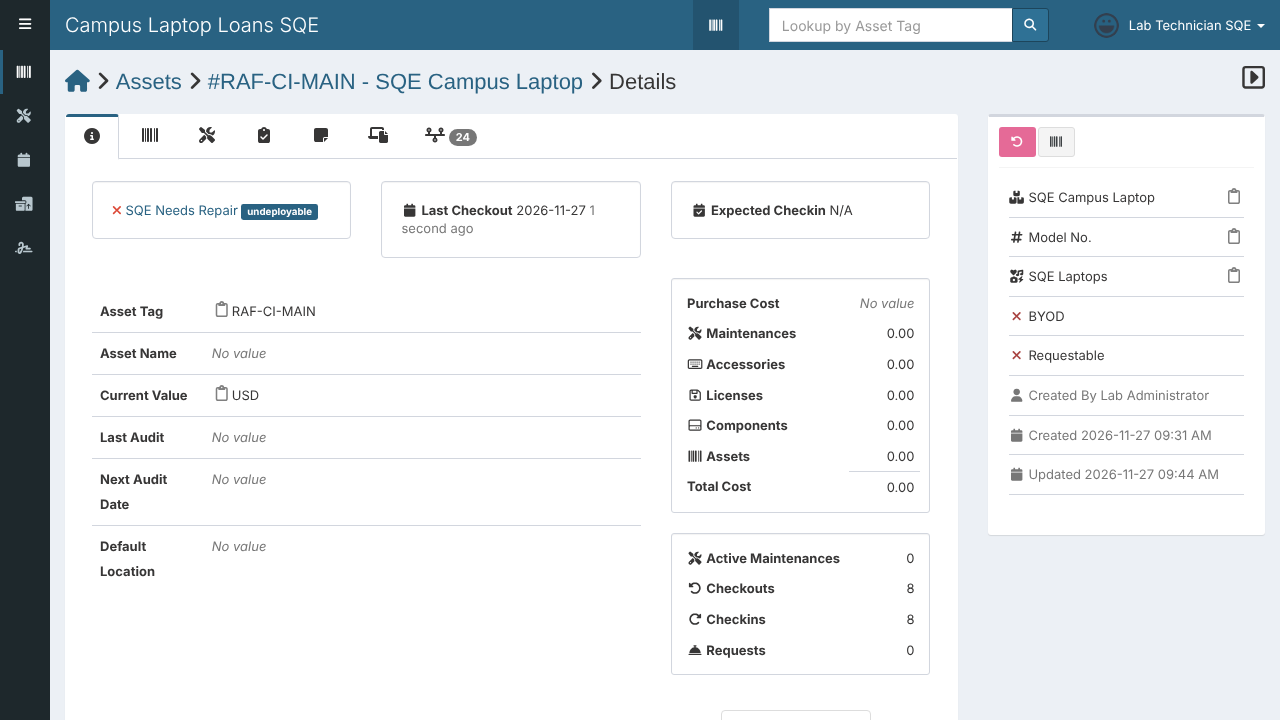 Campus Laptop Loans SQE
Lookup by Asset Tag
Lab Technician SQE
Assets
#RAF-CI-MAIN - SQE Campus Laptop
Details
24
SQE Needs Repair undeployable
Last Checkout 2026-11-27 1
second ago
Expected Checkin N/A
Asset Tag RAF-CI-MAIN
Asset Name No value
Current Value USD
Last Audit No value
Next Audit No value
Date
Default No value
Location
Purchase Cost No value
Maintenances 0.00
Accessories 0.00
Licenses 0.00
Components 0.00
Assets 0.00
Total Cost 0.00
Active Maintenances 0
Checkouts 8
Checkins 8
Requests 0
SQE Campus Laptop
Model No.
SQE Laptops
BYOD
Requestable
Created By Lab Administrator
Created 2026-11-27 09:31 AM
Updated 2026-11-27 09:44 AM